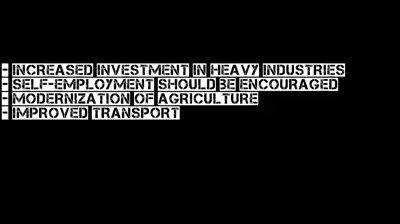 - INCREASED INVESTMENT IN HEAVY INDUSTRIES
- SELF-EMPLOYMENT SHOULD BE ENCOURAGED
- MODERNIZATION OF AGRICULTURE
- IMPROVED TRANSPORT